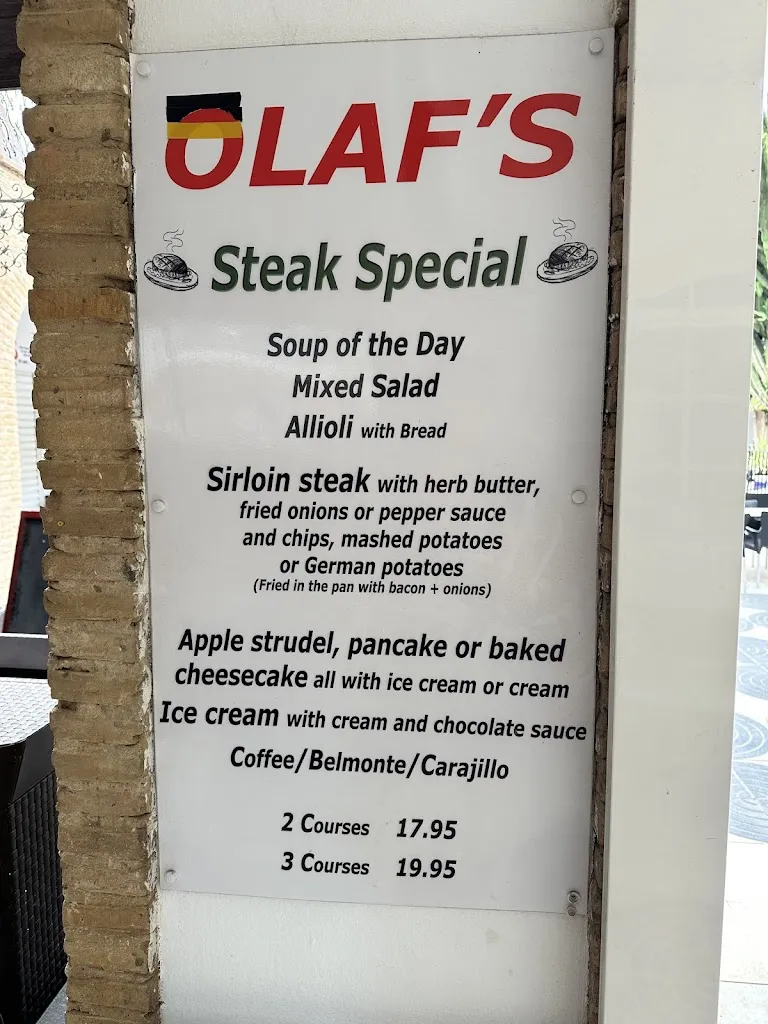 OLAF'S
Steak Special
Soup of the Day
Mixed Salad
Allioli with Bread
Sirloin steak with herb butter,
fried onions or pepper sauce
and chips, mashed potatoes
or German potatoes
(Fried in the pan with bacon + onions)
Apple strudel, pancake or baked
cheesecake all with ice cream or cream
Ice cream with cream and chocolate sauce
Coffee/Belmonte/Carajillo
2 Courses 17.95
3 Courses 19.95